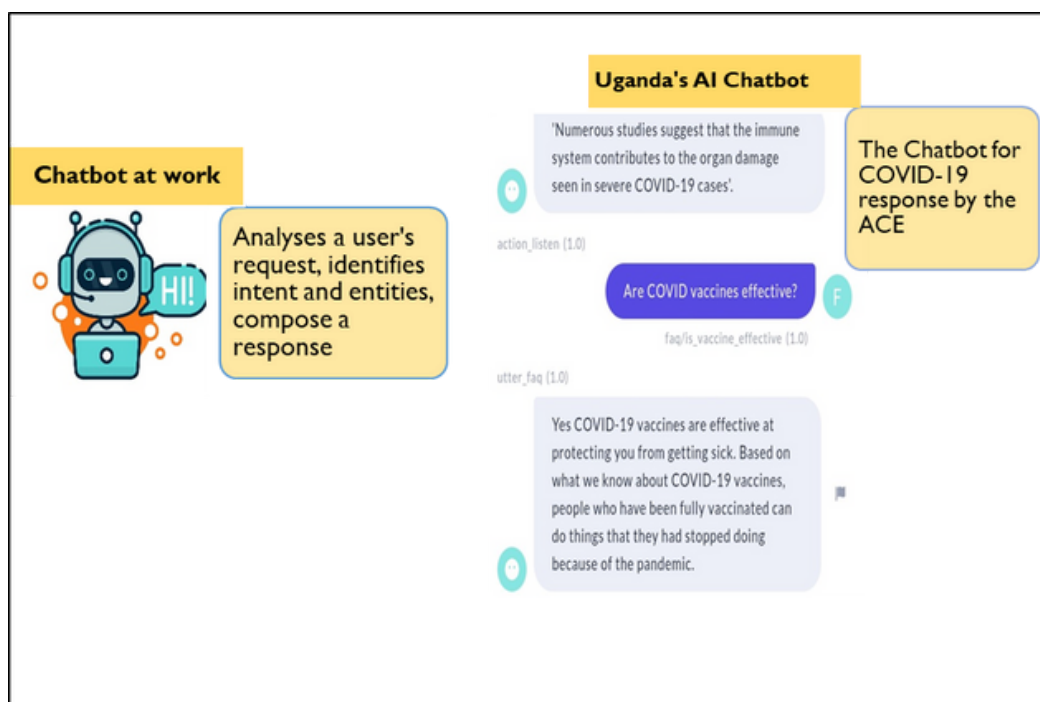 Chatbot at work
HI!
Analyses a user's
request, identifies
intent and entities,
compose a
response
Uganda's AI Chatbot
The Chatbot for
COVID-19
response by the
ACE
'Numerous studies suggest that the immune
system contributes to the organ damage
seen in severe COVID-19 cases'.
action_listen (1.0)
Are COVID vaccines effective?
F
faq/is_vaccine_effective (1.0)
utter_faq (1.0)
Yes COVID-19 vaccines are effective at
protecting you from getting sick. Based on
what we know about COVID-19 vaccines,
people who have been fully vaccinated can
do things that they had stopped doing
because of the pandemic.